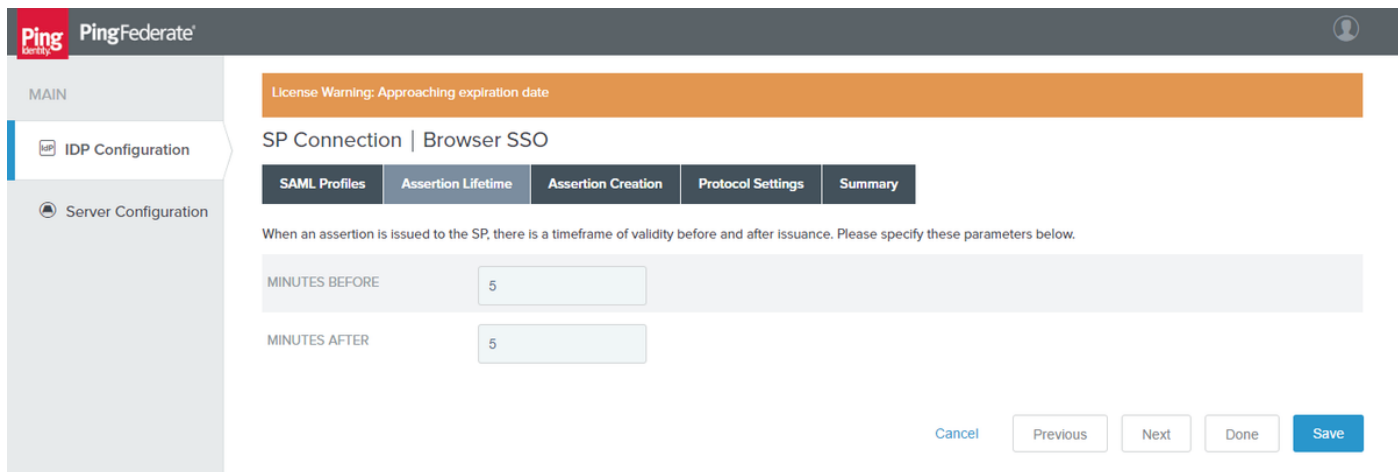 Ping
Identity.
PingFederate®
MAIN
IdP
IDP Configuration
Server Configuration
License Warning: Approaching expiration date
SP Connection | Browser SSO
SAML Profiles Assertion Lifetime Assertion Creation Protocol Settings Summary
When an assertion is issued to the SP, there is a timeframe of validity before and after issuance. Please specify these parameters below.
MINUTES BEFORE 5
MINUTES AFTER 5
Cancel Previous Next Done Save